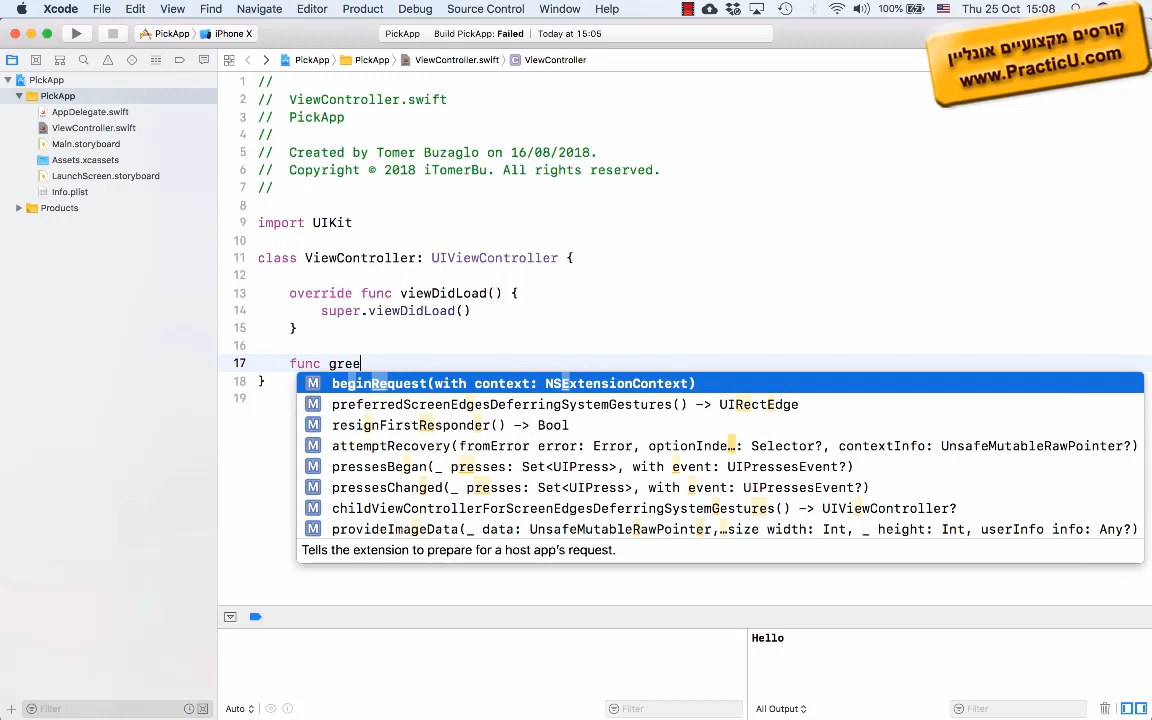 Xcode File Edit View Find Navigate Editor Product Debug Source Control Window Help 100% Thu 25 Oct 15:08
PickApp iPhone X PickApp Build PickApp: Failed Today at 15:05
קורסים מקצועיים אונליין
www.PracticU.com
PickApp PickApp ViewController.swift ViewController
PickApp
PickApp
AppDelegate.swift
ViewController.swift
Main.storyboard
Assets.xcassets
LaunchScreen.storyboard
Info.plist
Products
1 //
2 // ViewController.swift
3 // PickApp
4 //
5 // Created by Tomer Buzaglo on 16/08/2018.
6 // Copyright © 2018 iTomerBu. All rights reserved.
7 //
8
9 import UIKit
10
11 class ViewController: UIViewController {
12
13 override func viewDidLoad() {
14 super.viewDidLoad()
15 }
16
17 func gree
18 }
19
M beginRequest(with context: NSExtensionContext)
M preferredScreenEdgesDeferringSystemGestures() -> UIRectEdge
M resignFirstResponder() -> Bool
M attemptRecovery(fromError error: Error, optionInde…: Selector?, contextInfo: UnsafeMutableRawPointer?)
M pressesBegan(_ presses: Set<UIPress>, with event: UIPressesEvent?)
M pressesChanged(_ presses: Set<UIPress>, with event: UIPressesEvent?)
M childViewControllerForScreenEdgesDeferringSystemGestures() -> UIViewController?
M provideImageData(_ data: UnsafeMutableRawPointer,…size width: Int, _ height: Int, userInfo info: Any?)
Tells the extension to prepare for a host app's request.
Hello
Filter Auto Filter All Output Filter